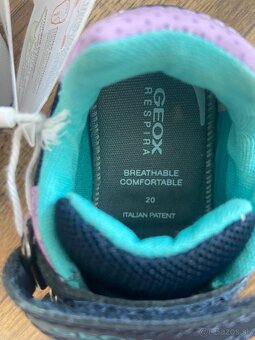 GEOX
RESPIRA
BREATHABLE
COMFORTABLE
20
ITALIAN PATENT